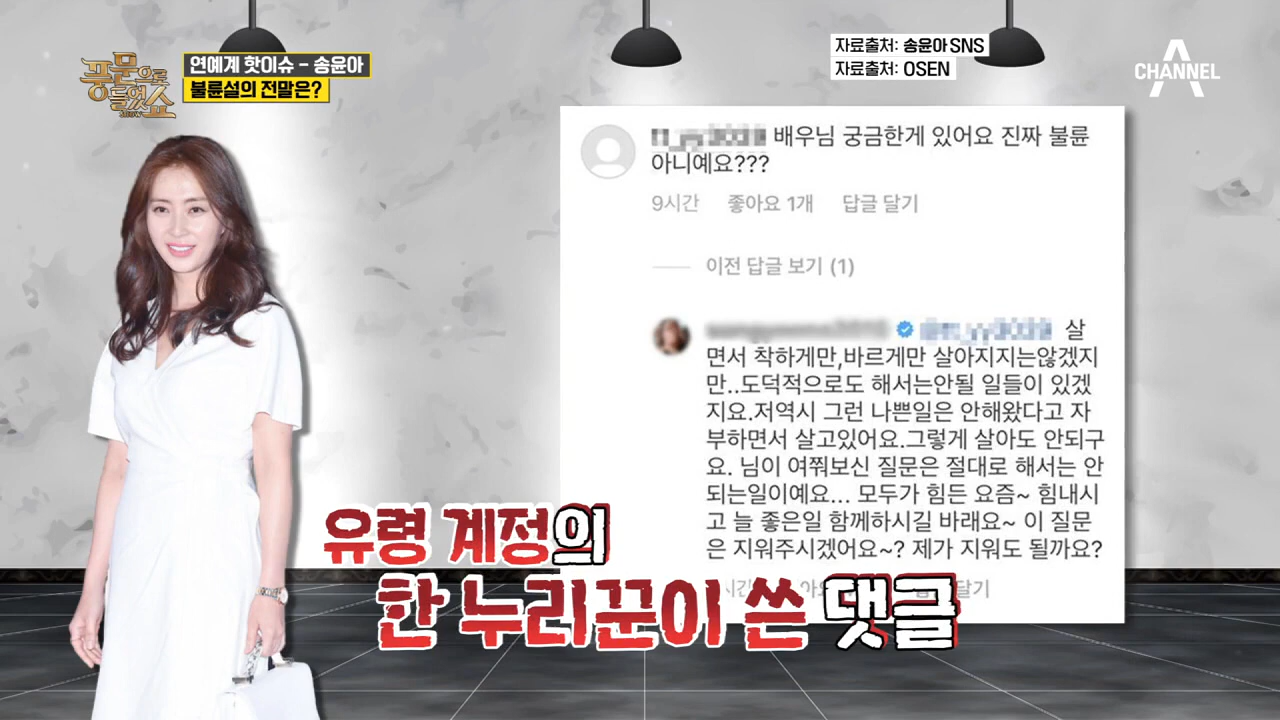 풍문으로
들었쇼
SHOW
연예계 핫이슈 - 송윤아
불륜설의 전말은?
자료출처: 송윤아 SNS
자료출처: OSEN
CHANNEL A
배우님 궁금한게 있어요 진짜 불륜
아니예요???
9시간 좋아요 1개 답글 달기
이전 답글 보기 (1)
살
면서 착하게만,바르게만 살아지지는않겠지
만..도덕적으로도 해서는안될 일들이 있겠
지요.저역시 그런 나쁜일은 안해왔다고 자
부하면서 살고있어요.그렇게 살아도 안되구
요. 님이 여쭤보신 질문은 절대로 해서는 안
되는일이예요... 모두가 힘든 요즘~ 힘내시
고 늘 좋은일 함께하시길 바래요~ 이 질문
은 지워주시겠어요~? 제가 지워도 될까요?
달기
유령 계정의
한 누리꾼이 쓴 댓글